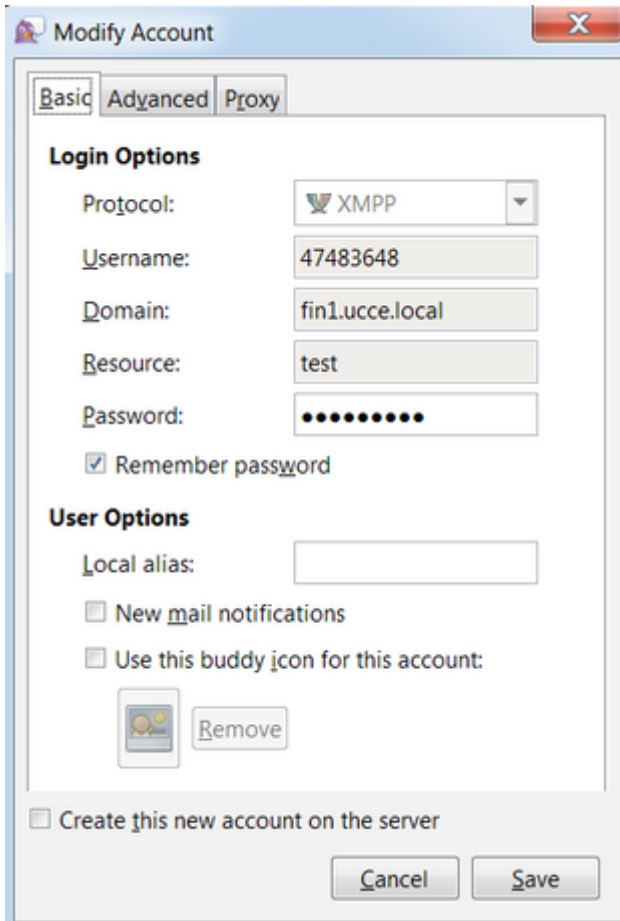 Modify Account
Basic Advanced Proxy
Login Options
Protocol: XMPP
Username: 47483648
Domain: fin1.ucce.local
Resource: test
Password: ●●●●●●●●●
Remember password
User Options
Local alias:
New mail notifications
Use this buddy icon for this account:
Remove
Create this new account on the server
Cancel Save